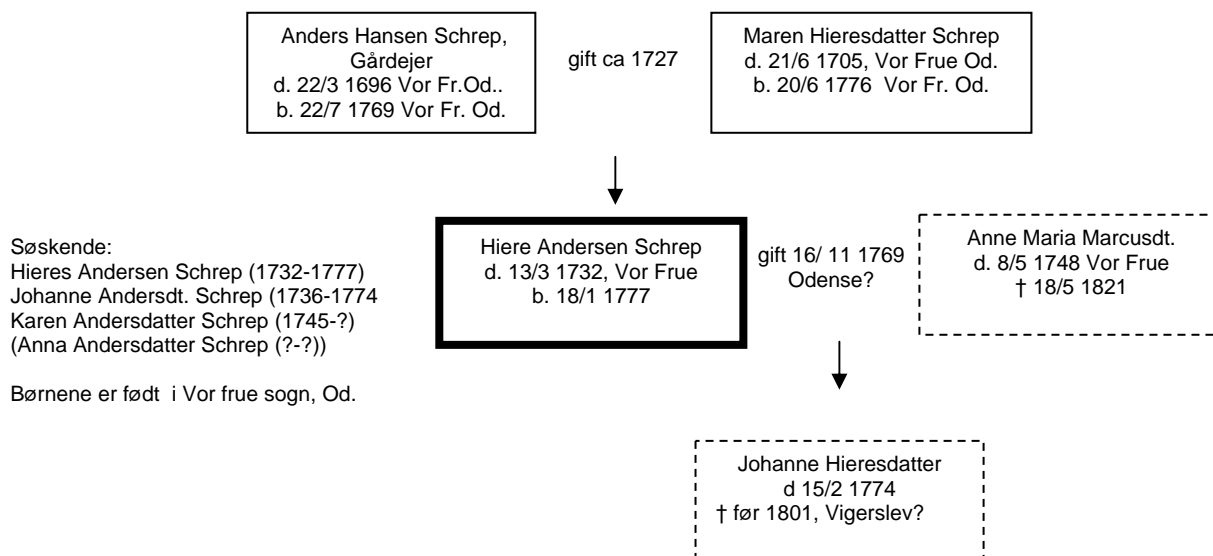 Anders Hansen Schrep,
Gårdejer
d. 22/3 1696 Vor Fr.Od..
b. 22/7 1769 Vor Fr. Od.
gift ca 1727
Maren Hieresdatter Schrep
d. 21/6 1705, Vor Frue Od.
b. 20/6 1776 Vor Fr. Od.
Søskende:
Hieres Andersen Schrep (1732-1777)
Johanne Andersdt. Schrep (1736-1774
Karen Andersdatter Schrep (1745-?)
(Anna Andersdatter Schrep (?-?))
Børnene er født i Vor frue sogn, Od.
Hiere Andersen Schrep
d. 13/3 1732, Vor Frue
b. 18/1 1777
gift 16/ 11 1769
Odense?
Anne Maria Marcusdt.
d. 8/5 1748 Vor Frue
† 18/5 1821
Johanne Hieresdatter
d 15/2 1774
† før 1801, Vigerslev?